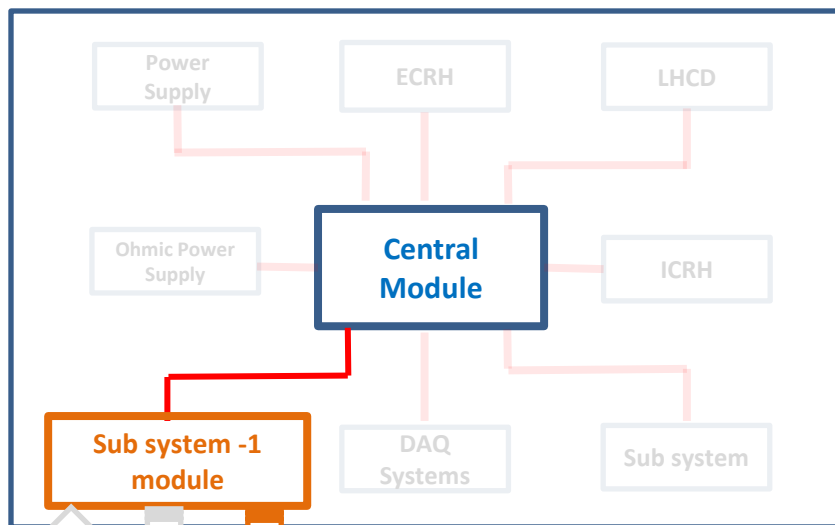 Power
Supply
ECRH
LHCD
Ohmic Power
Supply
Central
Module
ICRH
Sub system -1
module
DAQ
Systems
Sub system